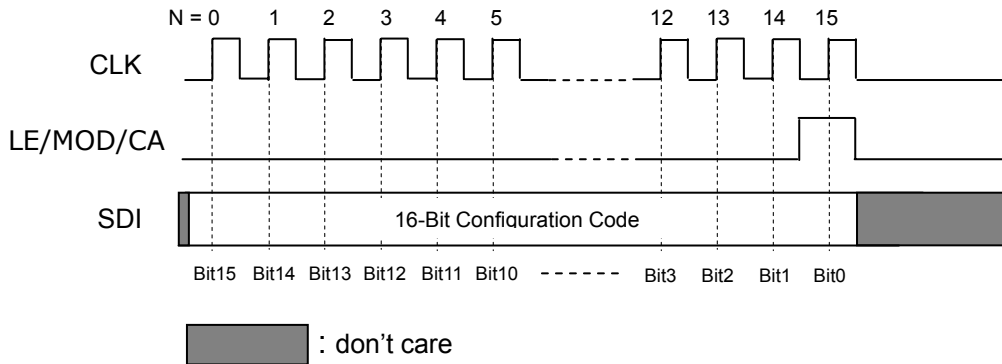 N = 0 1 2 3 4 5 12 13 14 15
CLK
LE/MOD/CA
SDI 16-Bit Configuration Code
Bit15 Bit14 Bit13 Bit12 Bit11 Bit10 Bit3 Bit2 Bit1 Bit0
: don't care